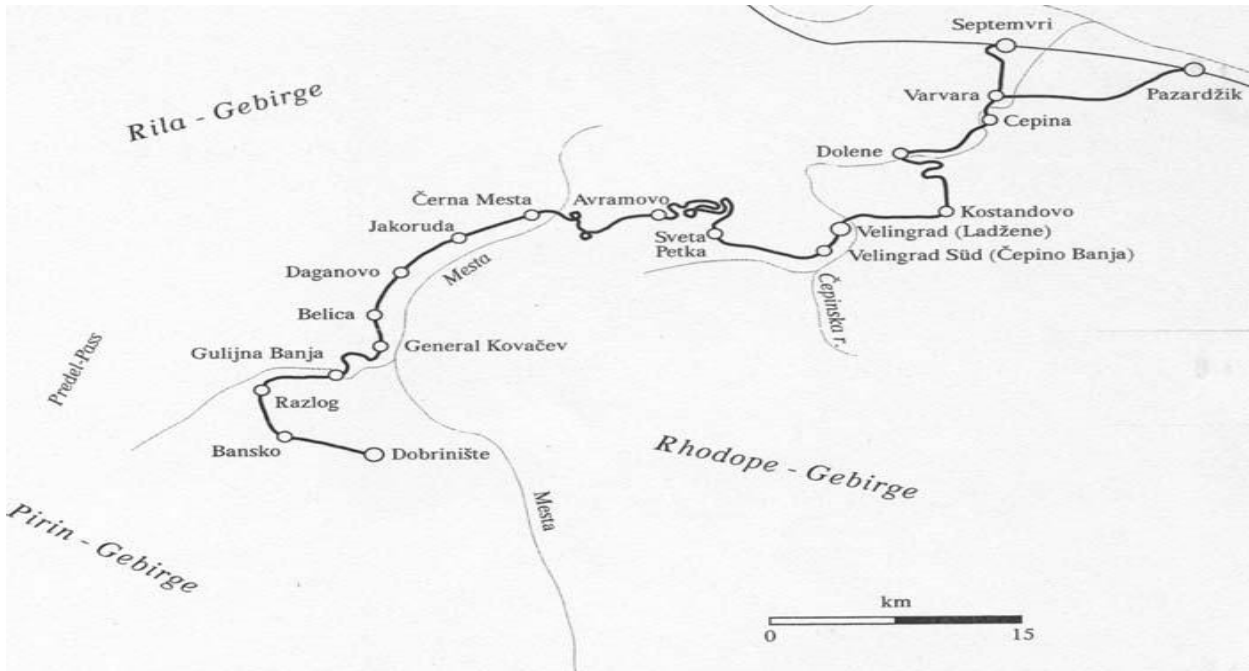 Septemvri
Rila - Gebirge
Varvara
Pazardžik
Čepina
Dolene
Černa Mesta
Avramovo
Kostandovo
Jakoruda
Sveta
Petka
Velingrad (Ladžene)
Velingrad Süd (Čepino Banja)
Daganovo
Mesta
Čepinska r.
Belica
General Kovačev
Gulijna Banja
Predel-Pass
Razlog
Bansko
Dobrinište
Rhodope - Gebirge
Mesta
Pirin - Gebirge
km
0
15